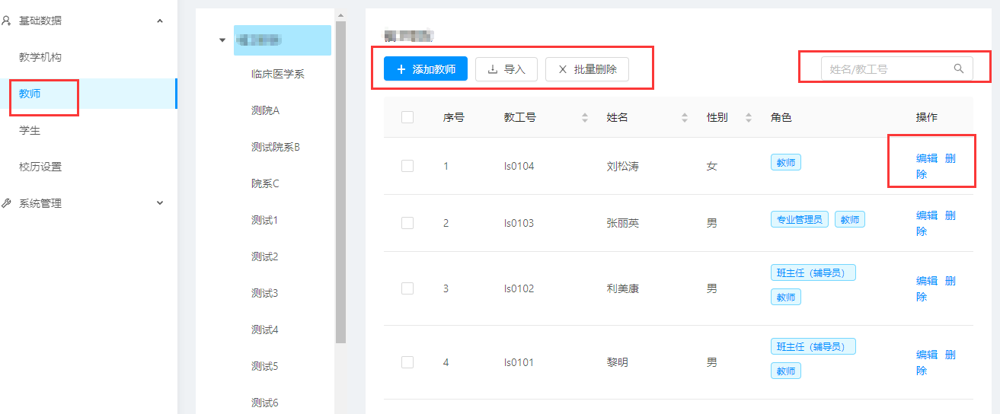 基础数据
教学机构
教师
学生
校历设置
系统管理
临床医学系
测院A
测试院系B
院系C
测试1
测试2
测试3
测试4
测试5
测试6
添加教师 导入 批量删除 姓名/教工号
序号 教工号 姓名 性别 角色 操作
1 ls0104 刘松涛 女 教师 编辑 删
除
2 ls0103 张丽英 男 专业管理员 教师 编辑 删
除
3 ls0102 利美康 男 班主任（辅导员） 编辑 删
教师 除
4 ls0101 黎明 男 班主任（辅导员） 编辑 删
教师 除